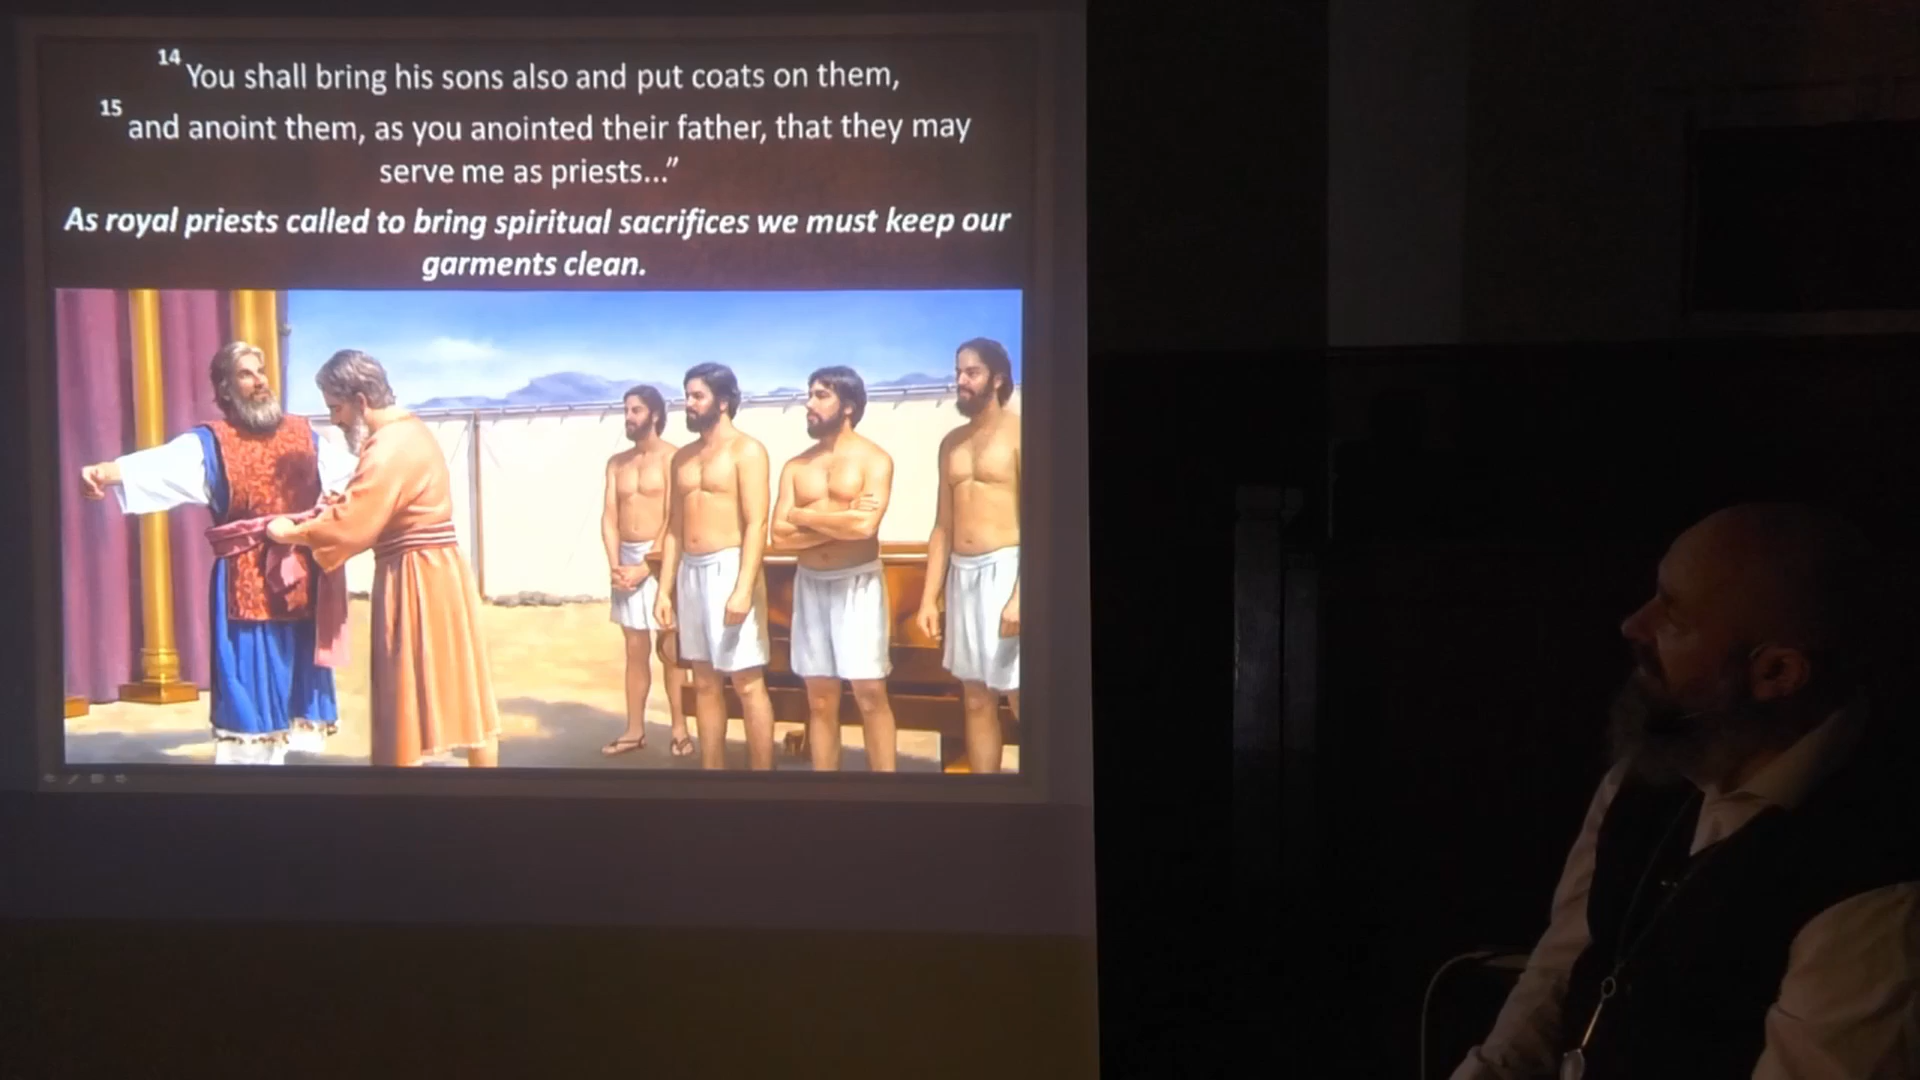 14 You shall bring his sons also and put coats on them,
15 and anoint them, as you anointed their father, that they may
serve me as priests...”
As royal priests called to bring spiritual sacrifices we must keep our
garments clean.